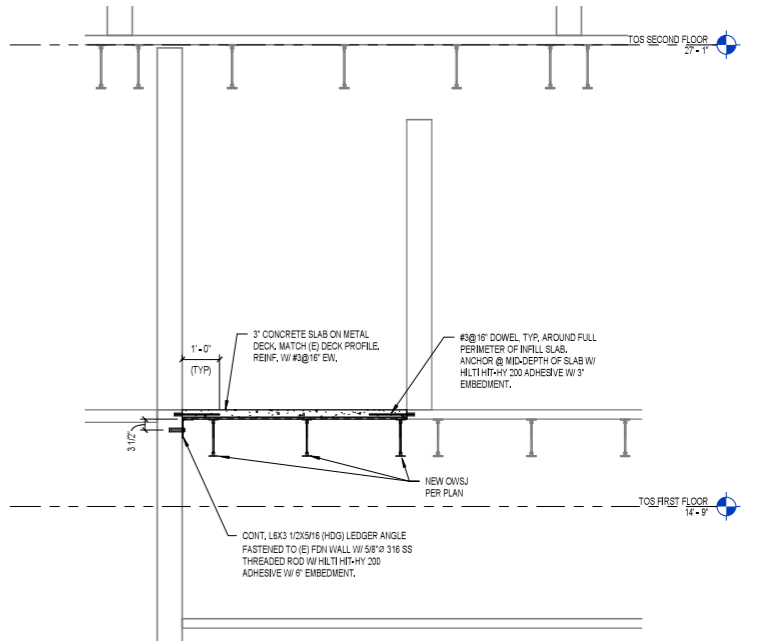 TOS SECOND FLOOR
27' - 1"
3" CONCRETE SLAB ON METAL
DECK. MATCH (E) DECK PROFILE.
REINF. W/ #3@16" EW.
#3@16" DOWEL, TYP. AROUND FULL
PERIMETER OF INFILL SLAB.
ANCHOR @ MID-DEPTH OF SLAB W/
HILTI HIT-HY 200 ADHESIVE W/ 3"
EMBEDMENT.
1' - 0"
(TYP)
3 1/2"
NEW OWSJ
PER PLAN
TOS FIRST FLOOR
14' - 9"
CONT. L6X3 1/2X5/16 (HDG) LEDGER ANGLE
FASTENED TO (E) FDN WALL W/ 5/8"Ø 316 SS
THREADED ROD W/ HILTI HIT-HY 200
ADHESIVE W/ 6" EMBEDMENT.